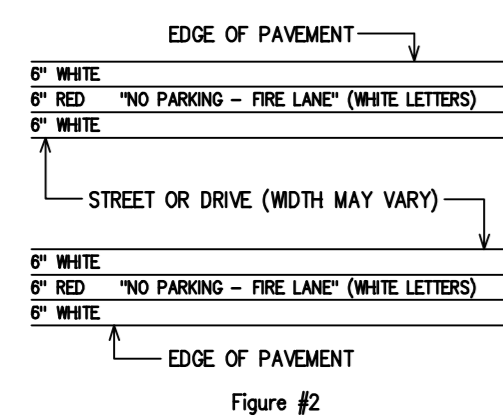 EDGE OF PAVEMENT
6" WHITE
6" RED "NO PARKING - FIRE LANE" (WHITE LETTERS)
6" WHITE
STREET OR DRIVE (WIDTH MAY VARY)
6" WHITE
6" RED "NO PARKING - FIRE LANE" (WHITE LETTERS)
6" WHITE
EDGE OF PAVEMENT
Figure #2